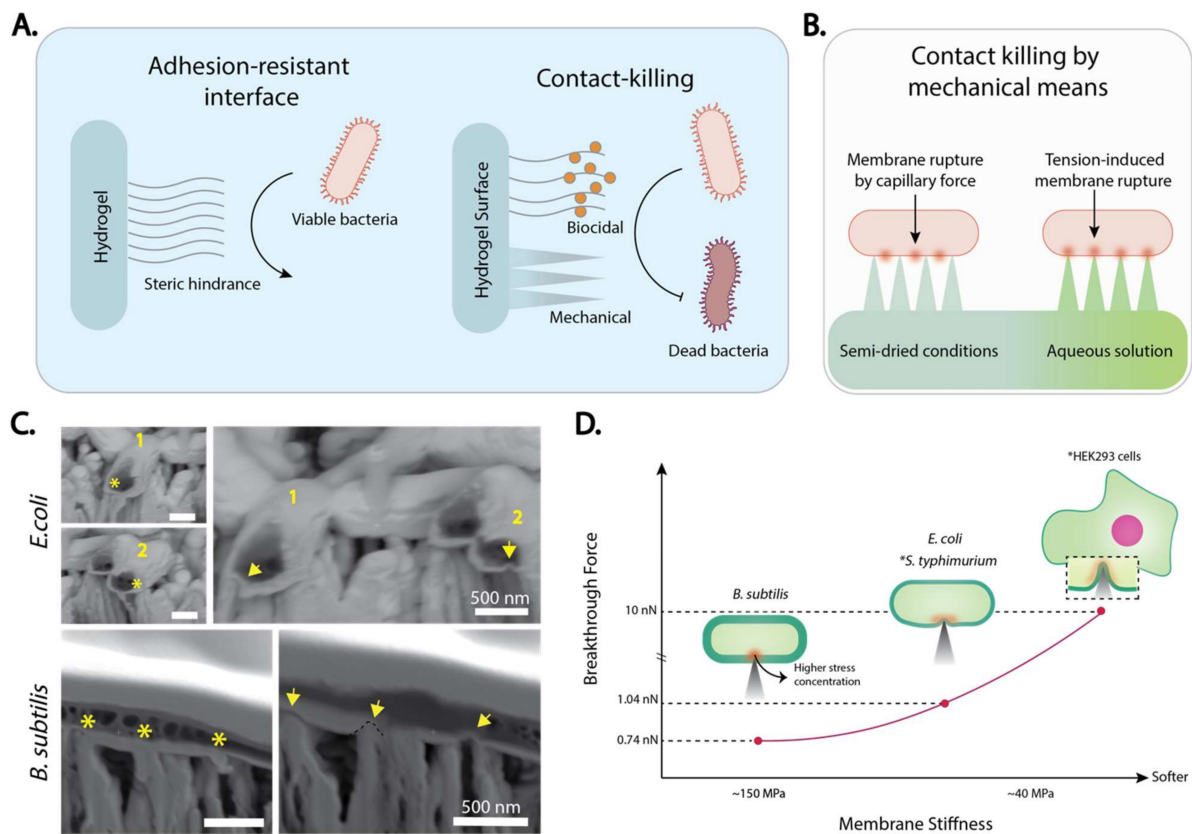 A.
Adhesion-resistant
interface
Hydrogel
Steric hindrance
Viable bacteria
Contact-killing
Hydrogel Surface
Biocidal
Mechanical
Dead bacteria
B.
Contact killing by
mechanical means
Membrane rupture
by capillary force
Tension-induced
membrane rupture
Semi-dried conditions
Aqueous solution
C.
E.coli
1
*
2
*
1
2
500 nm
B. subtilis
* * *
500 nm
D.
Breakthrough Force
10 nN
1.04 nN
0.74 nN
B. subtilis
Higher stress
concentration
E. coli
*S. typhimurium
*HEK293 cells
Softer
~150 MPa
~40 MPa
Membrane Stiffness